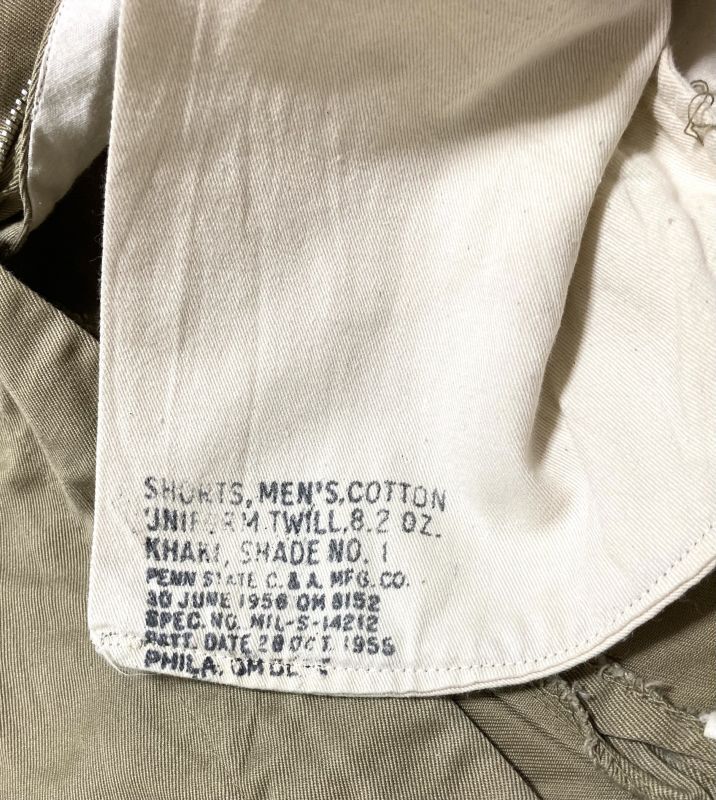 SHORTS, MEN'S, COTTON
UNIFORM, TWILL, 8.2 OZ.
KHAKI, SHADE NO. 1
PENN STATE C. & A. MFG. CO.
30 JUNE 1956 QM 8152
SPEC. NO. MIL-S-14212
PATT. DATE 20 OCT. 1955
PHILA. QM DEPT